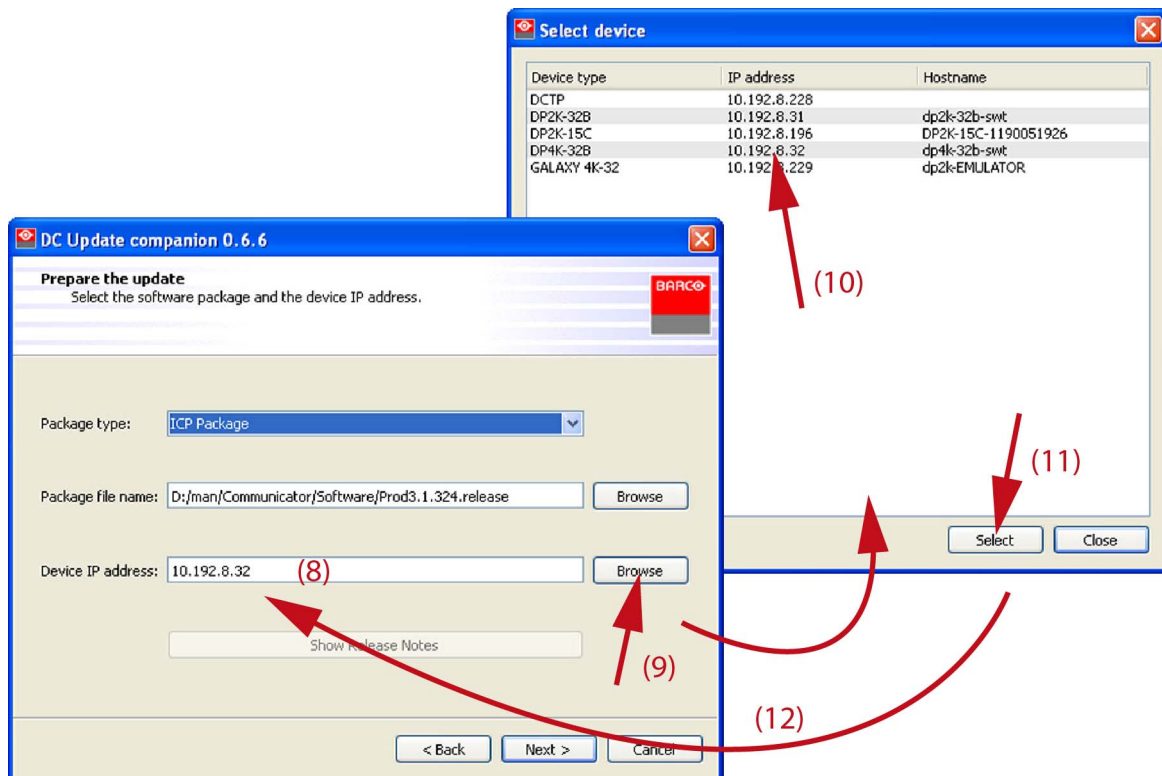 Select device
Device type IP address Hostname
DCTP 10.192.8.228
DP2K-32B 10.192.8.31 dp2k-32b-swt
DP2K-15C 10.192.8.196 DP2K-15C-1190051926
DP4K-32B 10.192.8.32 dp4k-32b-swt
GALAXY 4K-32 10.192.8.229 dp2k-EMULATOR
(10)
(11)
Select Close
DC Update companion 0.6.6
Prepare the update
Select the software package and the device IP address.
BARCO
Package type: ICP Package
Package file name: D:/man/Communicator/Software/Prod3.1.324.release Browse
Device IP address: 10.192.8.32 (8) Browse
Show Release Notes
(9)
(12)
< Back Next > Cancel